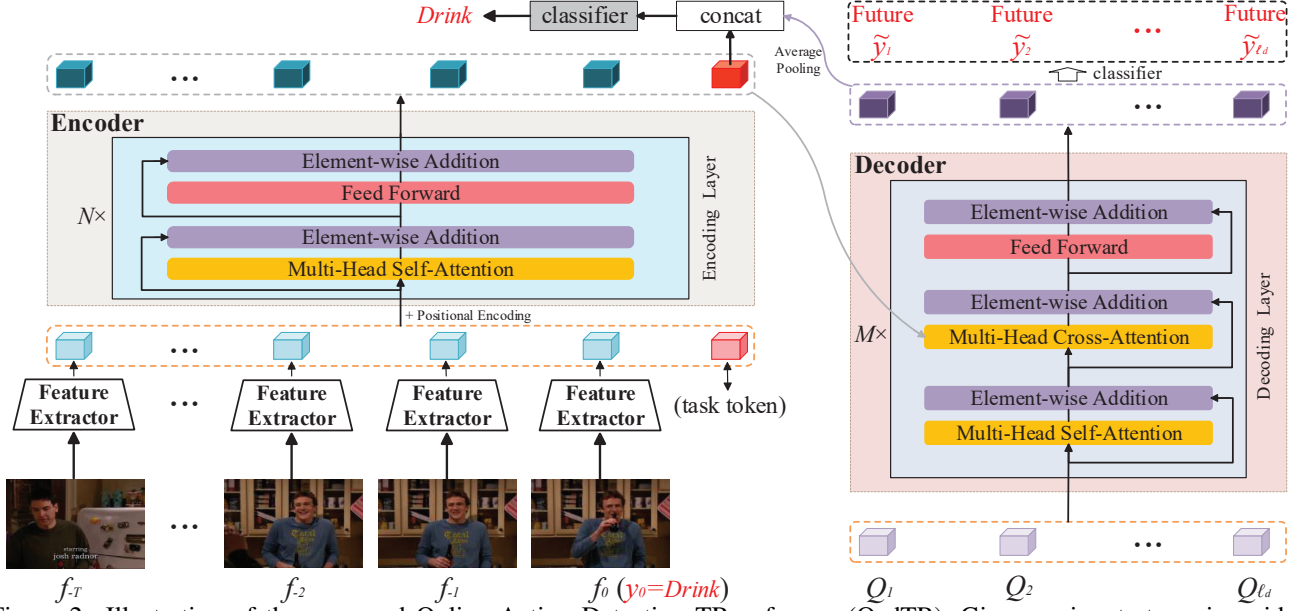 Drink
classifier
concat
Average
Pooling
Future Future ... Future
ỹ1 ỹ2 ỹℓd
classifier
...
...
Encoder
N×
Element-wise Addition
Feed Forward
Element-wise Addition
Multi-Head Self-Attention
Encoding Layer
+ Positional Encoding
...
Feature
Extractor
...
Feature
Extractor
Feature
Extractor
Feature
Extractor
(task token)
starring
josh radnor
...
f-T f-2 f-1 f0 (y0=Drink)
Decoder
M×
Element-wise Addition
Feed Forward
Element-wise Addition
Multi-Head Cross-Attention
Element-wise Addition
Multi-Head Self-Attention
Decoding Layer
...
Q1 Q2 Qℓd